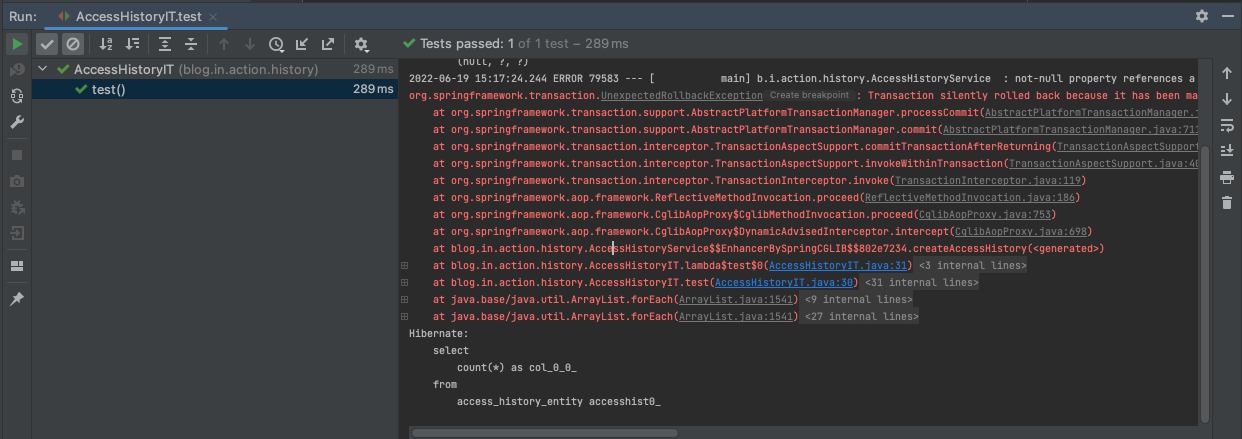 Run: AccessHistoryIT.test
Tests passed: 1 of 1 test – 289 ms
AccessHistoryIT (blog.in.action.history) 289 ms
test() 289 ms
(null, ?, ?)
2022-06-19 15:17:24.244 ERROR 79583 --- [ main] b.i.action.history.AccessHistoryService : not-null property references a
org.springframework.transaction.UnexpectedRollbackException Create breakpoint : Transaction silently rolled back because it has been ma
at org.springframework.transaction.support.AbstractPlatformTransactionManager.processCommit(AbstractPlatformTransactionManager.
at org.springframework.transaction.support.AbstractPlatformTransactionManager.commit(AbstractPlatformTransactionManager.java:711
at org.springframework.transaction.interceptor.TransactionAspectSupport.commitTransactionAfterReturning(TransactionAspectSupport
at org.springframework.transaction.interceptor.TransactionAspectSupport.invokeWithinTransaction(TransactionAspectSupport.java:40
at org.springframework.transaction.interceptor.TransactionInterceptor.invoke(TransactionInterceptor.java:119)
at org.springframework.aop.framework.ReflectiveMethodInvocation.proceed(ReflectiveMethodInvocation.java:186)
at org.springframework.aop.framework.CglibAopProxy$CglibMethodInvocation.proceed(CglibAopProxy.java:753)
at org.springframework.aop.framework.CglibAopProxy$DynamicAdvisedInterceptor.intercept(CglibAopProxy.java:698)
at blog.in.action.history.AccessHistoryService$$EnhancerBySpringCGLIB$$802e7234.createAccessHistory(<generated>)
at blog.in.action.history.AccessHistoryIT.lambda$test$0(AccessHistoryIT.java:31) <3 internal lines>
at blog.in.action.history.AccessHistoryIT.test(AccessHistoryIT.java:30) <31 internal lines>
at java.base/java.util.ArrayList.forEach(ArrayList.java:1541) <9 internal lines>
at java.base/java.util.ArrayList.forEach(ArrayList.java:1541) <27 internal lines>
Hibernate:
select
count(*) as col_0_0_
from
access_history_entity accesshist0_